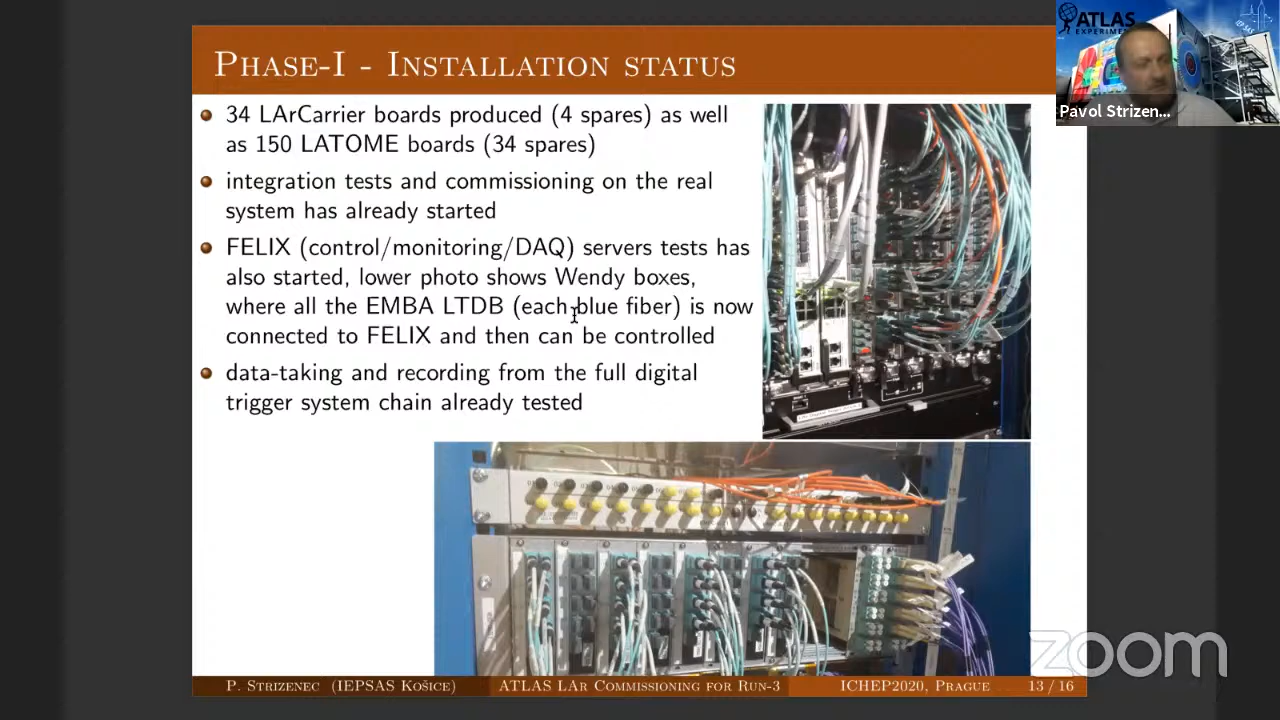 Phase-I - Installation status
34 LArCarrier boards produced (4 spares) as well
as 150 LATOME boards (34 spares)
integration tests and commissioning on the real
system has already started
FELIX (control/monitoring/DAQ) servers tests has
also started, lower photo shows Wendy boxes,
where all the EMBA LTDB (each blue fiber) is now
connected to FELIX and then can be controlled
data-taking and recording from the full digital
trigger system chain already tested
ATLAS
Pavol Strizen...
zoom
P. Strizenec (IEPSAS Košice) ATLAS LAr Commissioning for Run-3 ICHEP2020, Prague 13 / 16